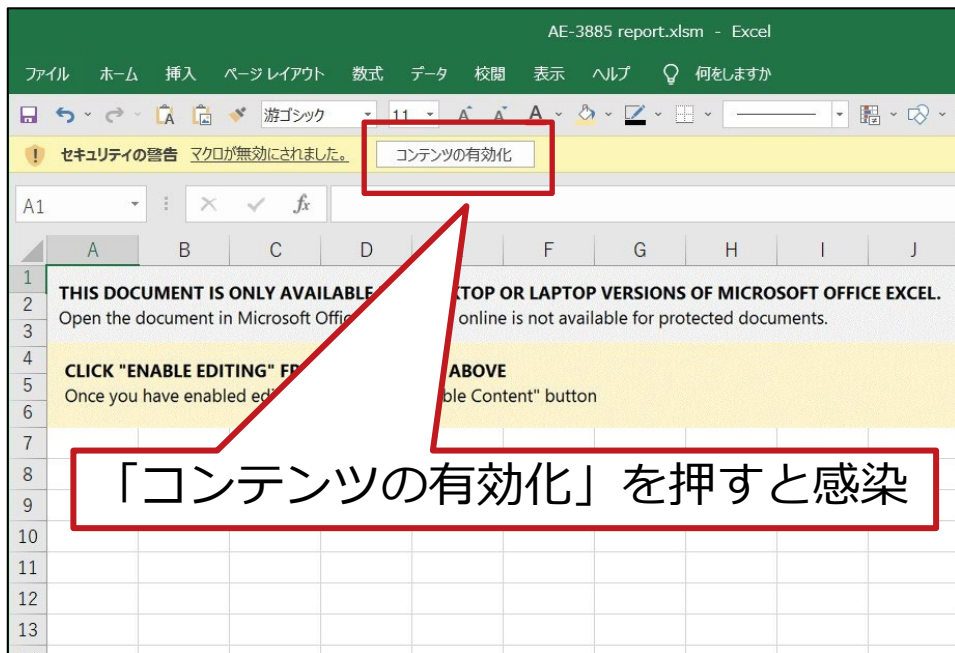 AE-3885 report.xlsm - Excel
ファイル ホーム 挿入 ページ レイアウト 数式 データ 校閲 表示 ヘルプ 何をしますか
游ゴシック 11 A A A
セキュリティの警告 マクロが無効にされました。 コンテンツの有効化
A1 fx
A B C D F G H I J
1
THIS DOCUMENT IS ONLY AVAILABLE TOP OR LAPTOP VERSIONS OF MICROSOFT OFFICE EXCEL.
2
Open the document in Microsoft online is not available for protected documents.
3
4
CLICK "ENABLE EDITING" ABOVE
5
Once you have enabled Content" button
6
7
8
「コンテンツの有効化」を押すと感染
9
10
11
12
13